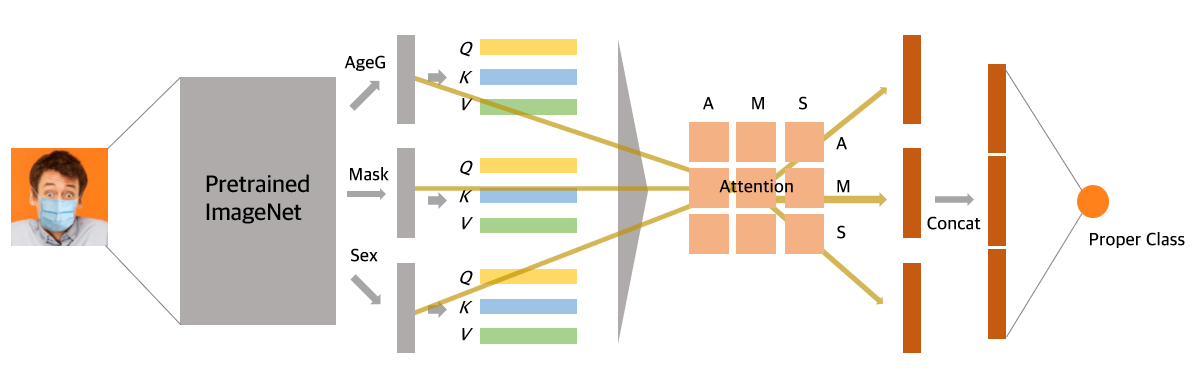 AgeG
Q
K
V
Pretrained
ImageNet
Mask
Q
K
V
Sex
Q
K
V
A M S
A
Attention
M
S
Concat
Proper Class